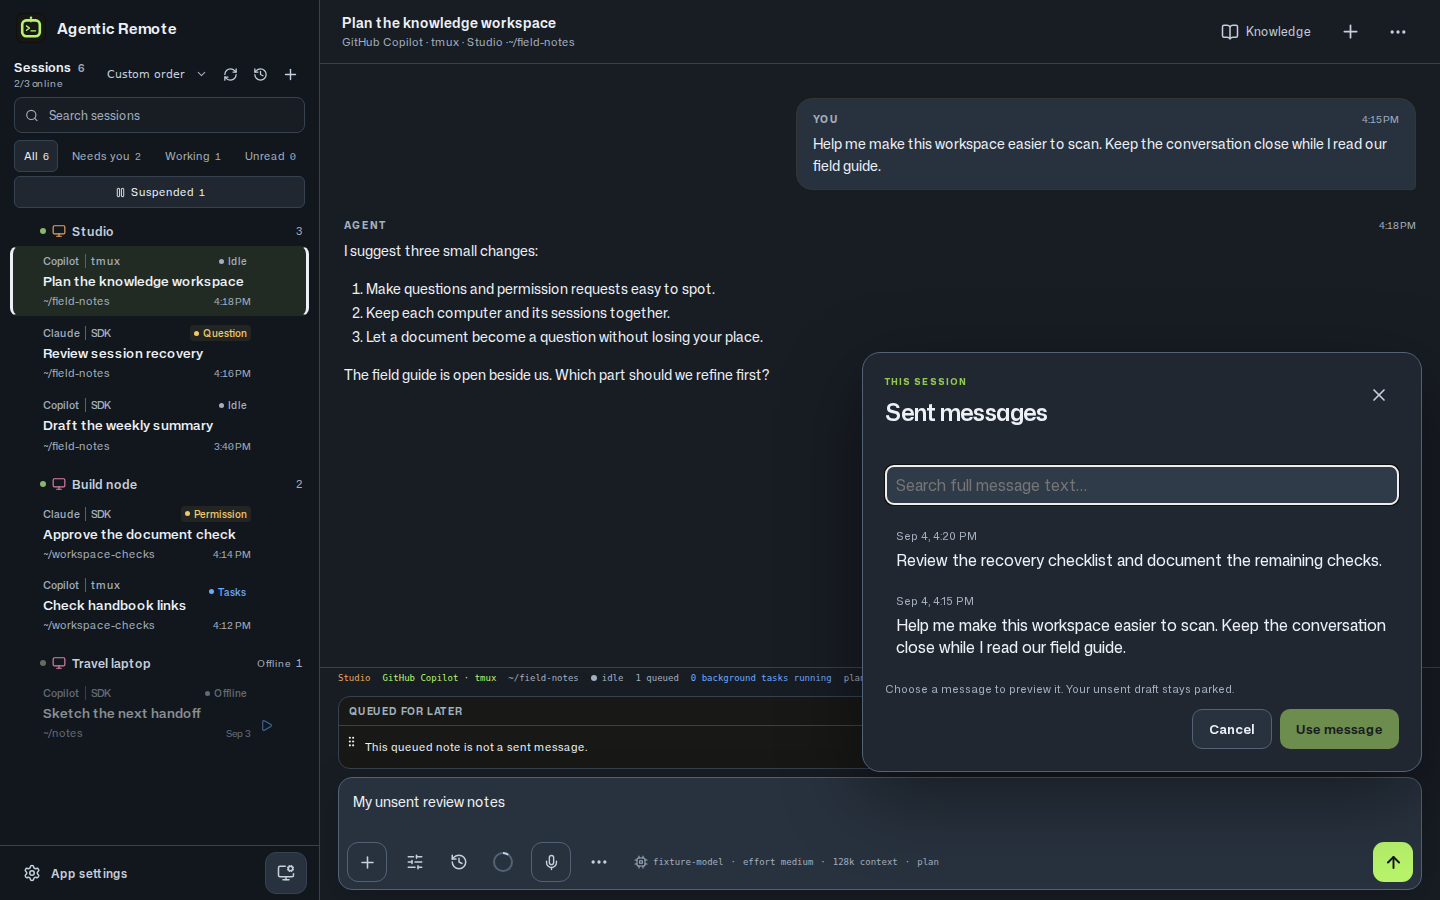 Agentic Remote
Sessions 6
2/3 online
Custom order
Search sessions
All 6
Needs you 2
Working 1
Unread 0
Suspended 1
Studio 3
Copilot | tmux
Idle
Plan the knowledge workspace
~/field-notes
4:18 PM
Claude | SDK
Question
Review session recovery
~/field-notes
4:16 PM
Copilot | SDK
Idle
Draft the weekly summary
~/field-notes
3:40 PM
Build node 2
Claude | SDK
Permission
Approve the document check
~/workspace-checks
4:14 PM
Copilot | tmux
Tasks
Check handbook links
~/workspace-checks
4:12 PM
Travel laptop
Offline 1
Copilot | SDK
Offline
Sketch the next handoff
~/notes
Sep 3
App settings
Plan the knowledge workspace
GitHub Copilot · tmux · Studio ·~/field-notes
Knowledge
YOU
4:15 PM
Help me make this workspace easier to scan. Keep the conversation close while I read our
field guide.
AGENT
4:18 PM
I suggest three small changes:
1. Make questions and permission requests easy to spot.
2. Keep each computer and its sessions together.
3. Let a document become a question without losing your place.
The field guide is open beside us. Which part should we refine first?
THIS SESSION
Sent messages
Search full message text...
Sep 4, 4:20 PM
Review the recovery checklist and document the remaining checks.
Sep 4, 4:15 PM
Help me make this workspace easier to scan. Keep the conversation
close while I read our field guide.
Choose a message to preview it. Your unsent draft stays parked.
Cancel
Use message
Studio GitHub Copilot · tmux ~/field-notes idle 1 queued 0 background tasks running plan
QUEUED FOR LATER
This queued note is not a sent message.
My unsent review notes
fixture-model · effort medium · 128k context · plan